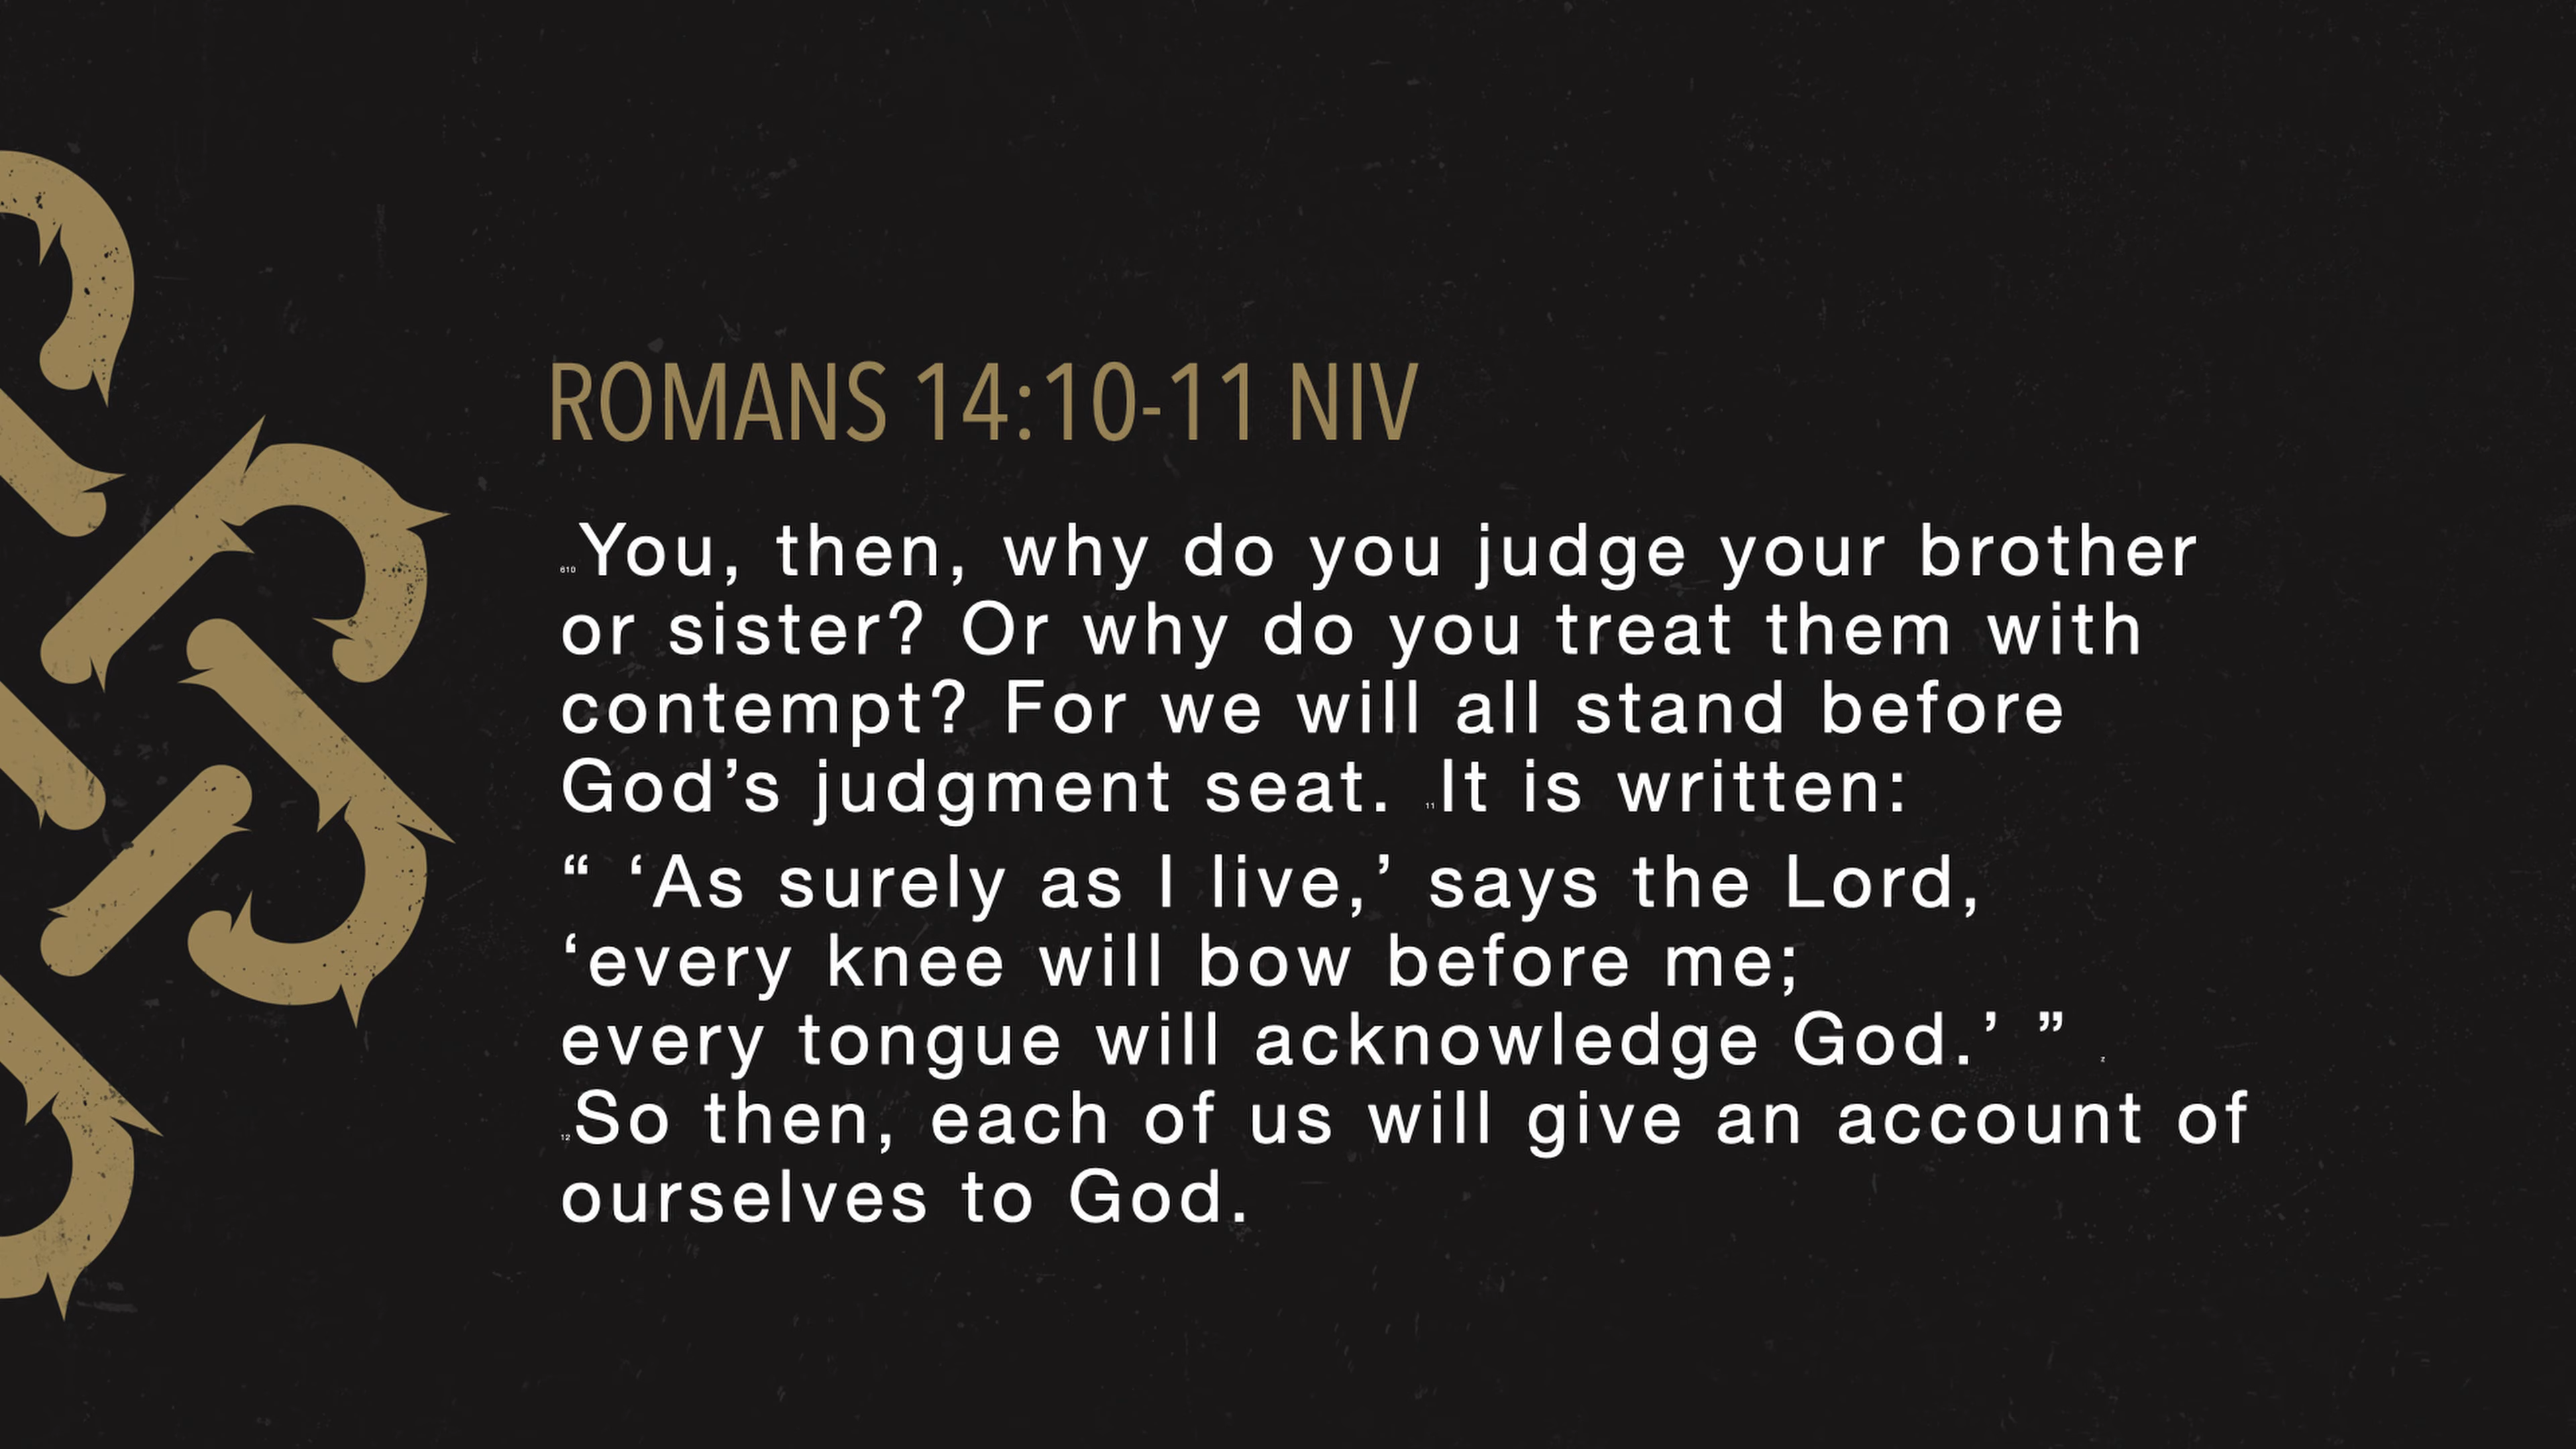 ROMANS 14:10-11 NIV
610 You, then, why do you judge your brother
or sister? Or why do you treat them with
contempt? For we will all stand before
God’s judgment seat. 11 It is written:
“ ‘As surely as I live,’ says the Lord,
‘every knee will bow before me;
every tongue will acknowledge God.’ ” z
12 So then, each of us will give an account of
ourselves to God.